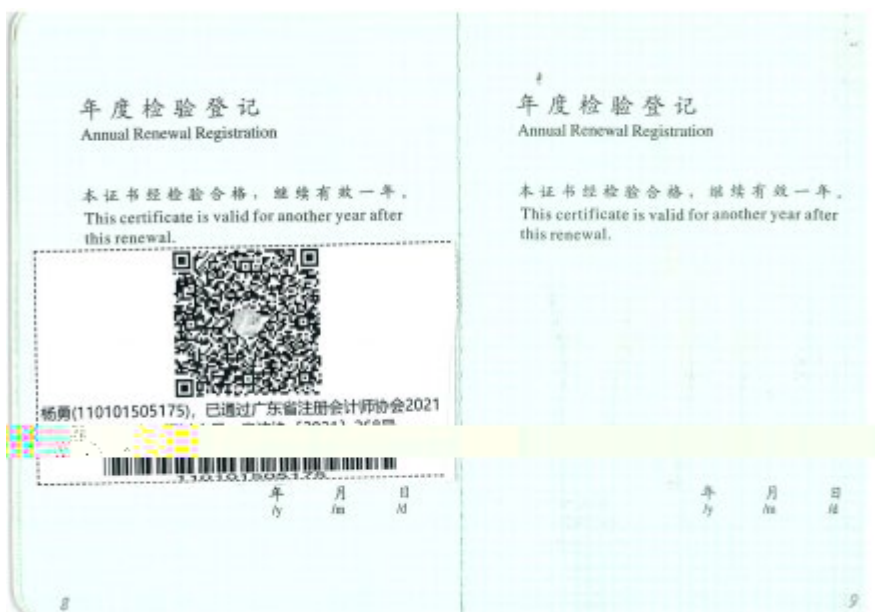 年度检验登记
Annual Renewal Registration
本证书经检验合格，继续有效一年。
This certificate is valid for another year after
this renewal.
杨勇(110101505175)，已通过广东省注册会计师协会2021
110101505175
年 月 日
/y /m /d
8
年度检验登记
Annual Renewal Registration
本证书经检验合格，继续有效一年。
This certificate is valid for another year after
this renewal.
年 月 日
/y /m /d
9